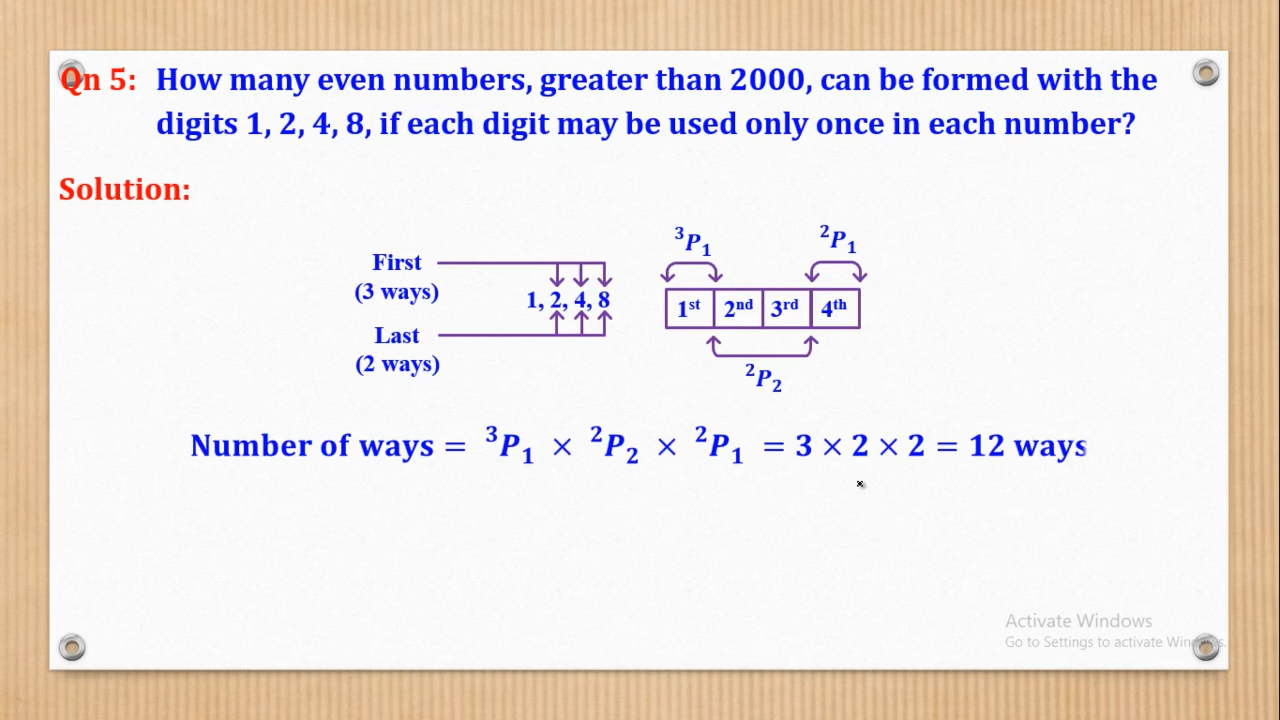 Qn 5: How many even numbers, greater than 2000, can be formed with the
digits 1, 2, 4, 8, if each digit may be used only once in each number?
Solution:
First
(3 ways)
1, 2, 4, 8
Last
(2 ways)
³P₁
²P₁
1ˢᵗ 2ⁿᵈ 3ʳᵈ 4ᵗʰ
²P₂
Number of ways = ³P₁ × ²P₂ × ²P₁ = 3 × 2 × 2 = 12 ways
Activate Windows
Go to Settings to activate Windows.